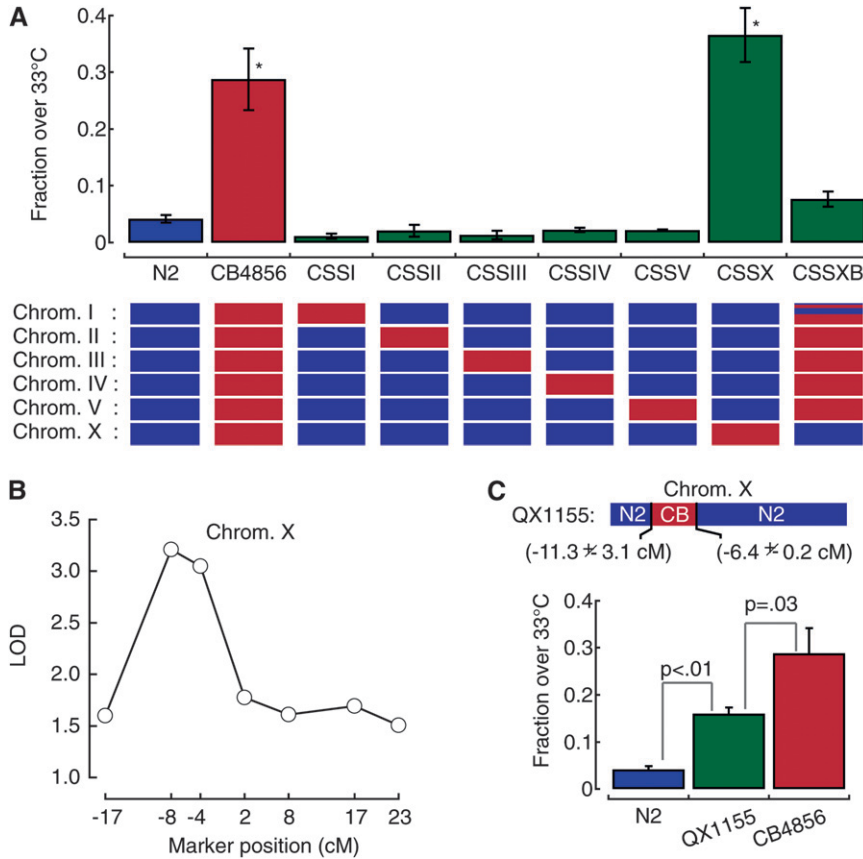 A
Fraction over 33°C
0.4
0.3
0.2
0.1
0
*
*
N2 CB4856 CSSI CSSII CSSIII CSSIV CSSV CSSX CSSXB
Chrom. I :
Chrom. II :
Chrom. III :
Chrom. IV :
Chrom. V :
Chrom. X :
B
Chrom. X
LOD
3.5
3.0
2.5
2.0
1.5
1.0
-17 -8 -4 2 8 17 23
Marker position (cM)
C
Chrom. X
QX1155: N2 CB N2
(-11.3 ⚹ 3.1 cM) (-6.4 ⚹ 0.2 cM)
Fraction over 33°C
0.4
0.3
0.2
0.1
0
p<.01
p=.03
N2 QX1155 CB4856